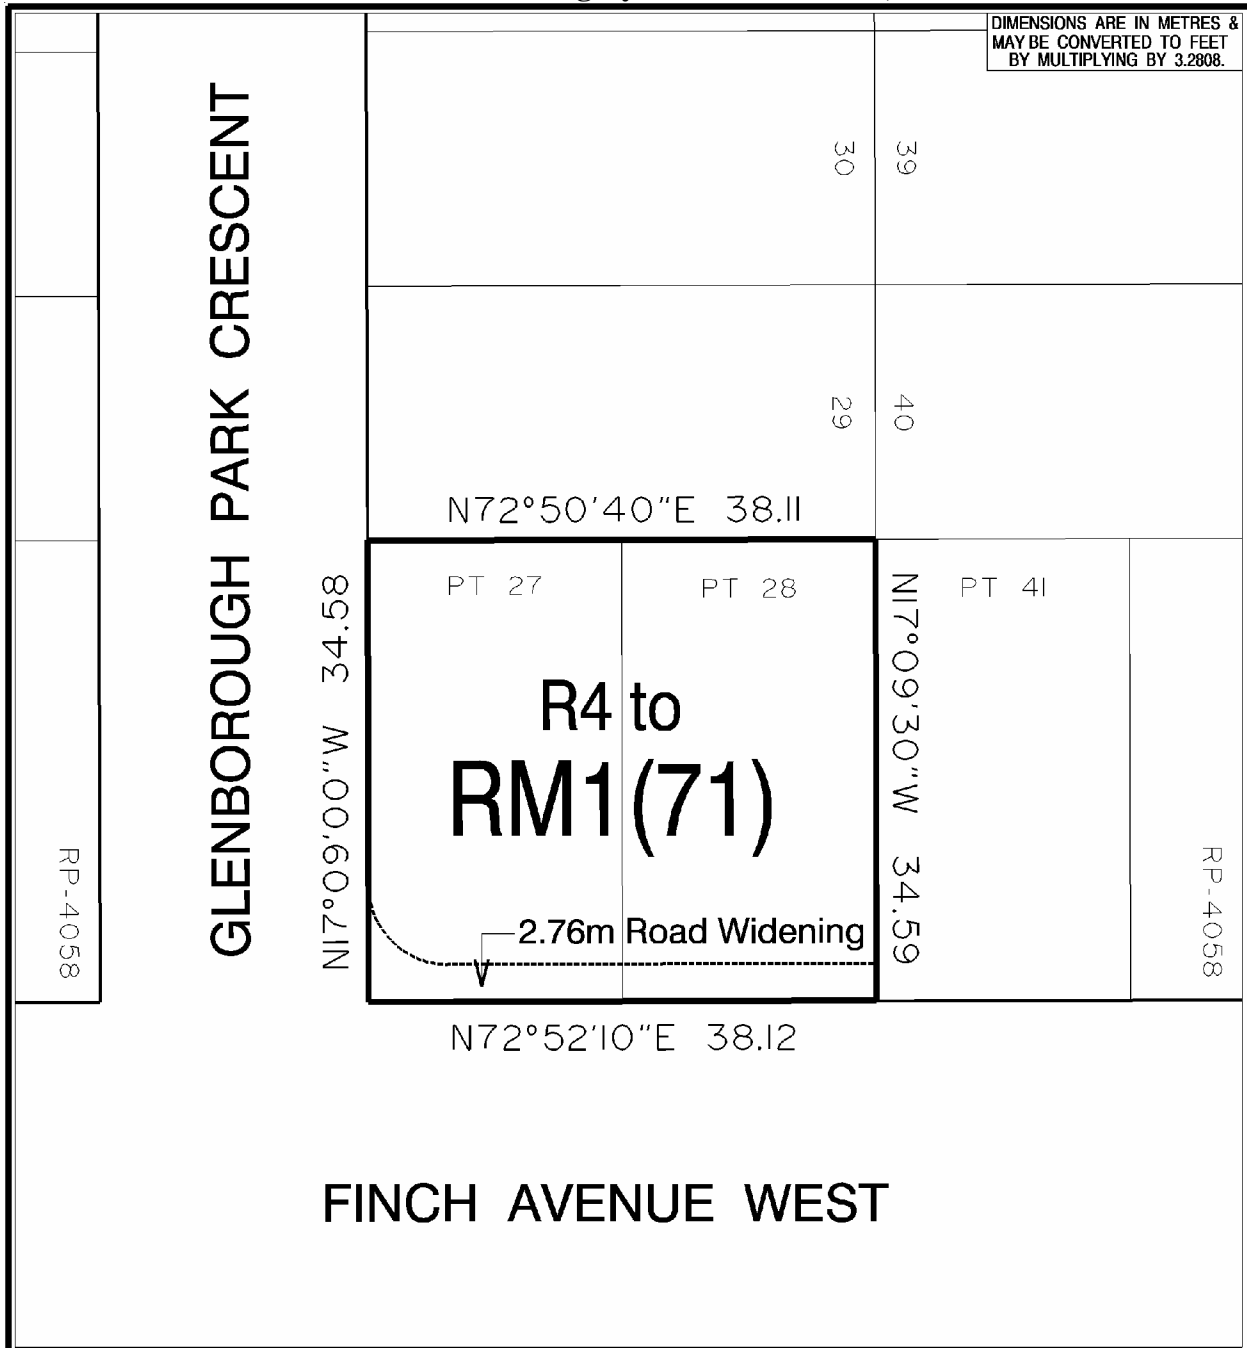 DIMENSIONS ARE IN METRES &
MAY BE CONVERTED TO FEET
BY MULTIPLYING BY 3.2808.
GLENBOROUGH PARK CRESCENT
30
39
29
40
N72°50'40"E 38.11
N17°09'00"W 34.58
PT 27
PT 28
N17°09'30"W 34.59
PT 41
R4 to
RM1(71)
RP-4058
RP-4058
2.76m Road Widening
N72°52'10"E 38.12
FINCH AVENUE WEST